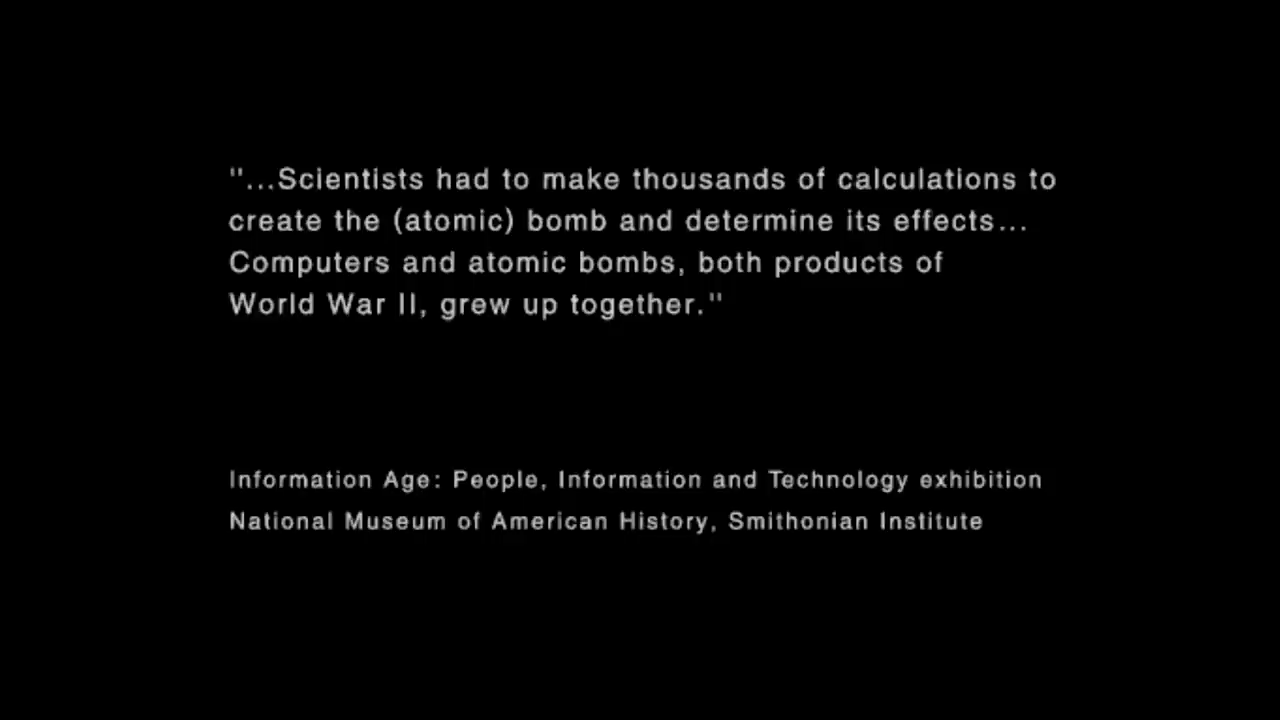 "...Scientists had to make thousands of calculations to
create the (atomic) bomb and determine its effects...
Computers and atomic bombs, both products of
World War II, grew up together."
Information Age: People, Information and Technology exhibition
National Museum of American History, Smithonian Institute